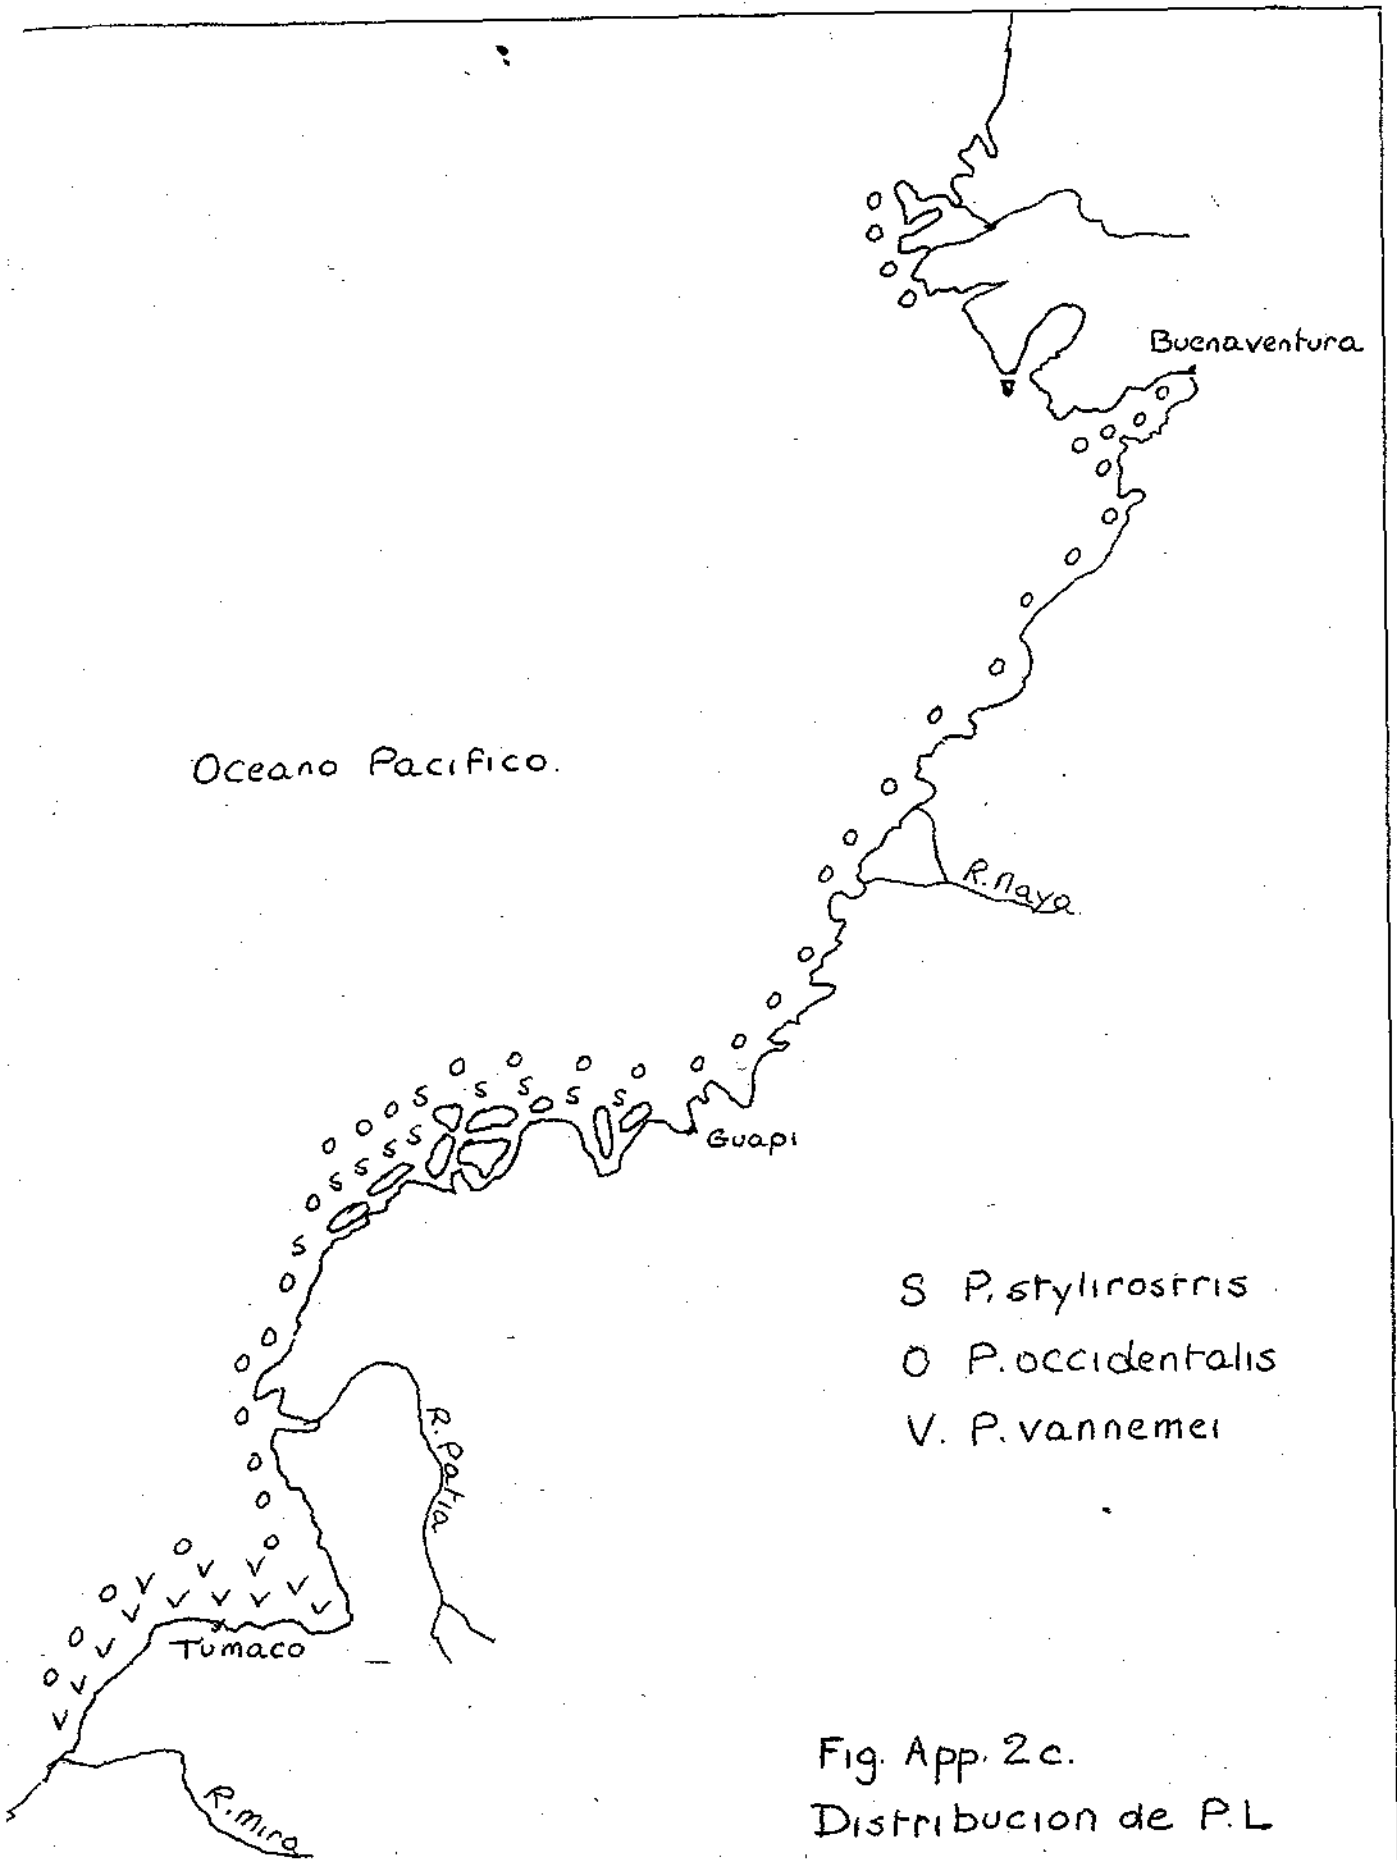 Buenaventura
Oceano Pacifico.
R. Naya
Guapi
S P. stylirostris
O P. occidentalis
V. P. vannemei
R. Patia
Tumaco
R. Mira
Fig. App. 2c.
Distribucion de P.L